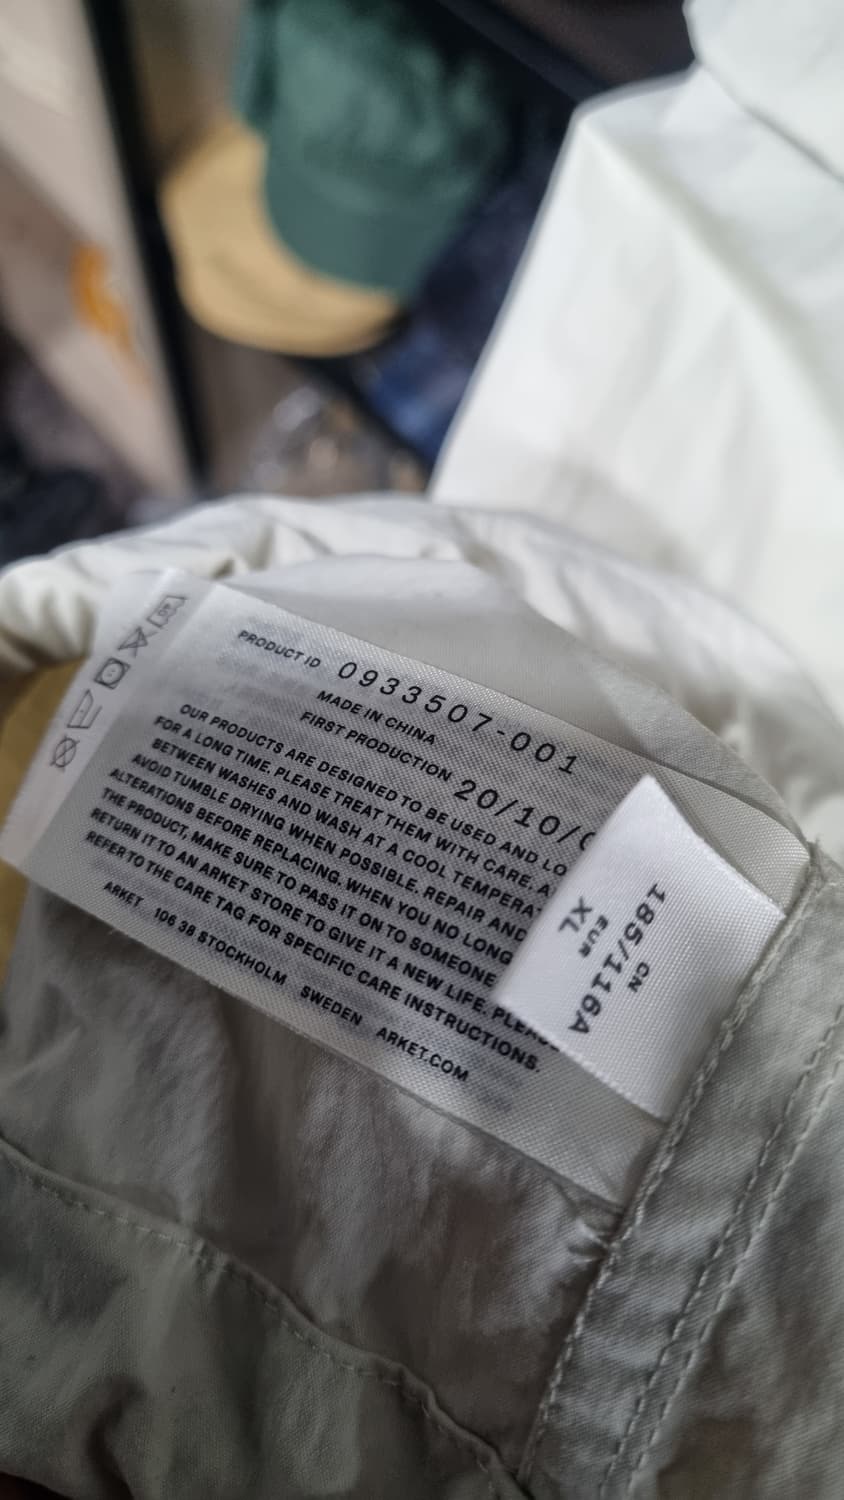 PRODUCT ID 0933507-001
MADE IN CHINA
FIRST PRODUCTION 20/10/
OUR PRODUCTS ARE DESIGNED TO BE USED AND
FOR A LONG TIME. PLEASE TREAT THEM WITH CARE.
BETWEEN WASHES AND WASH AT A COOL
AVOID TUMBLE DRYING WHEN POSSIBLE. REPAIR AND
ALTERATIONS BEFORE REPLACING. WHEN YOU NO
THE PRODUCT, MAKE SURE TO PASS IT ON TO SOMEONE
RETURN IT TO AN ARKET STORE TO GIVE IT A NEW LIFE.
REFER TO THE CARE TAG FOR SPECIFIC CARE INSTRUCTIONS.
ARKET 106 38 STOCKHOLM SWEDEN ARKET.COM
CN
185/116A
EUR
XL